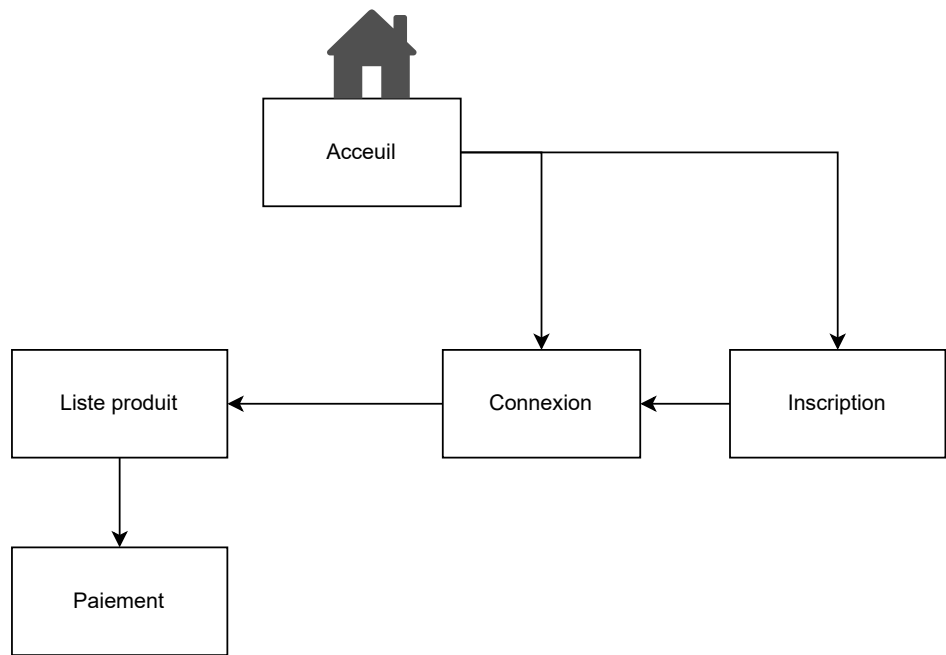 Acceuil
Liste produit
Connexion
Inscription
Paiement